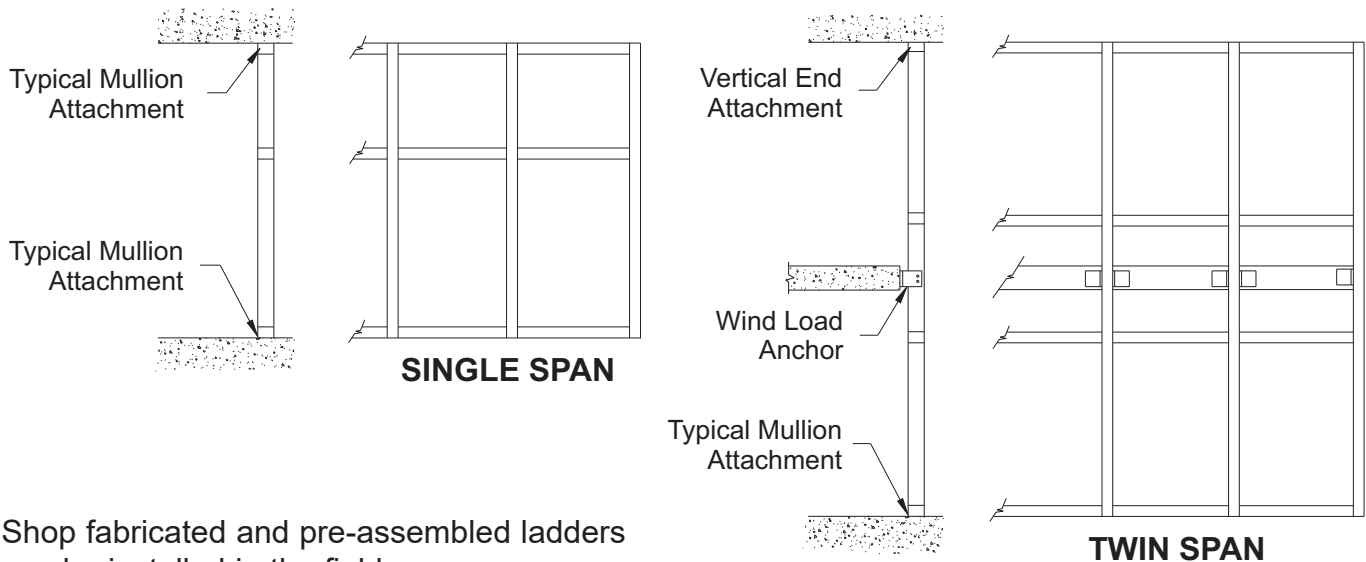 Typical Mullion
Attachment
Typical Mullion
Attachment
SINGLE SPAN
Vertical End
Attachment
Wind Load
Anchor
Typical Mullion
Attachment
TWIN SPAN
Shop fabricated and pre-assembled ladders